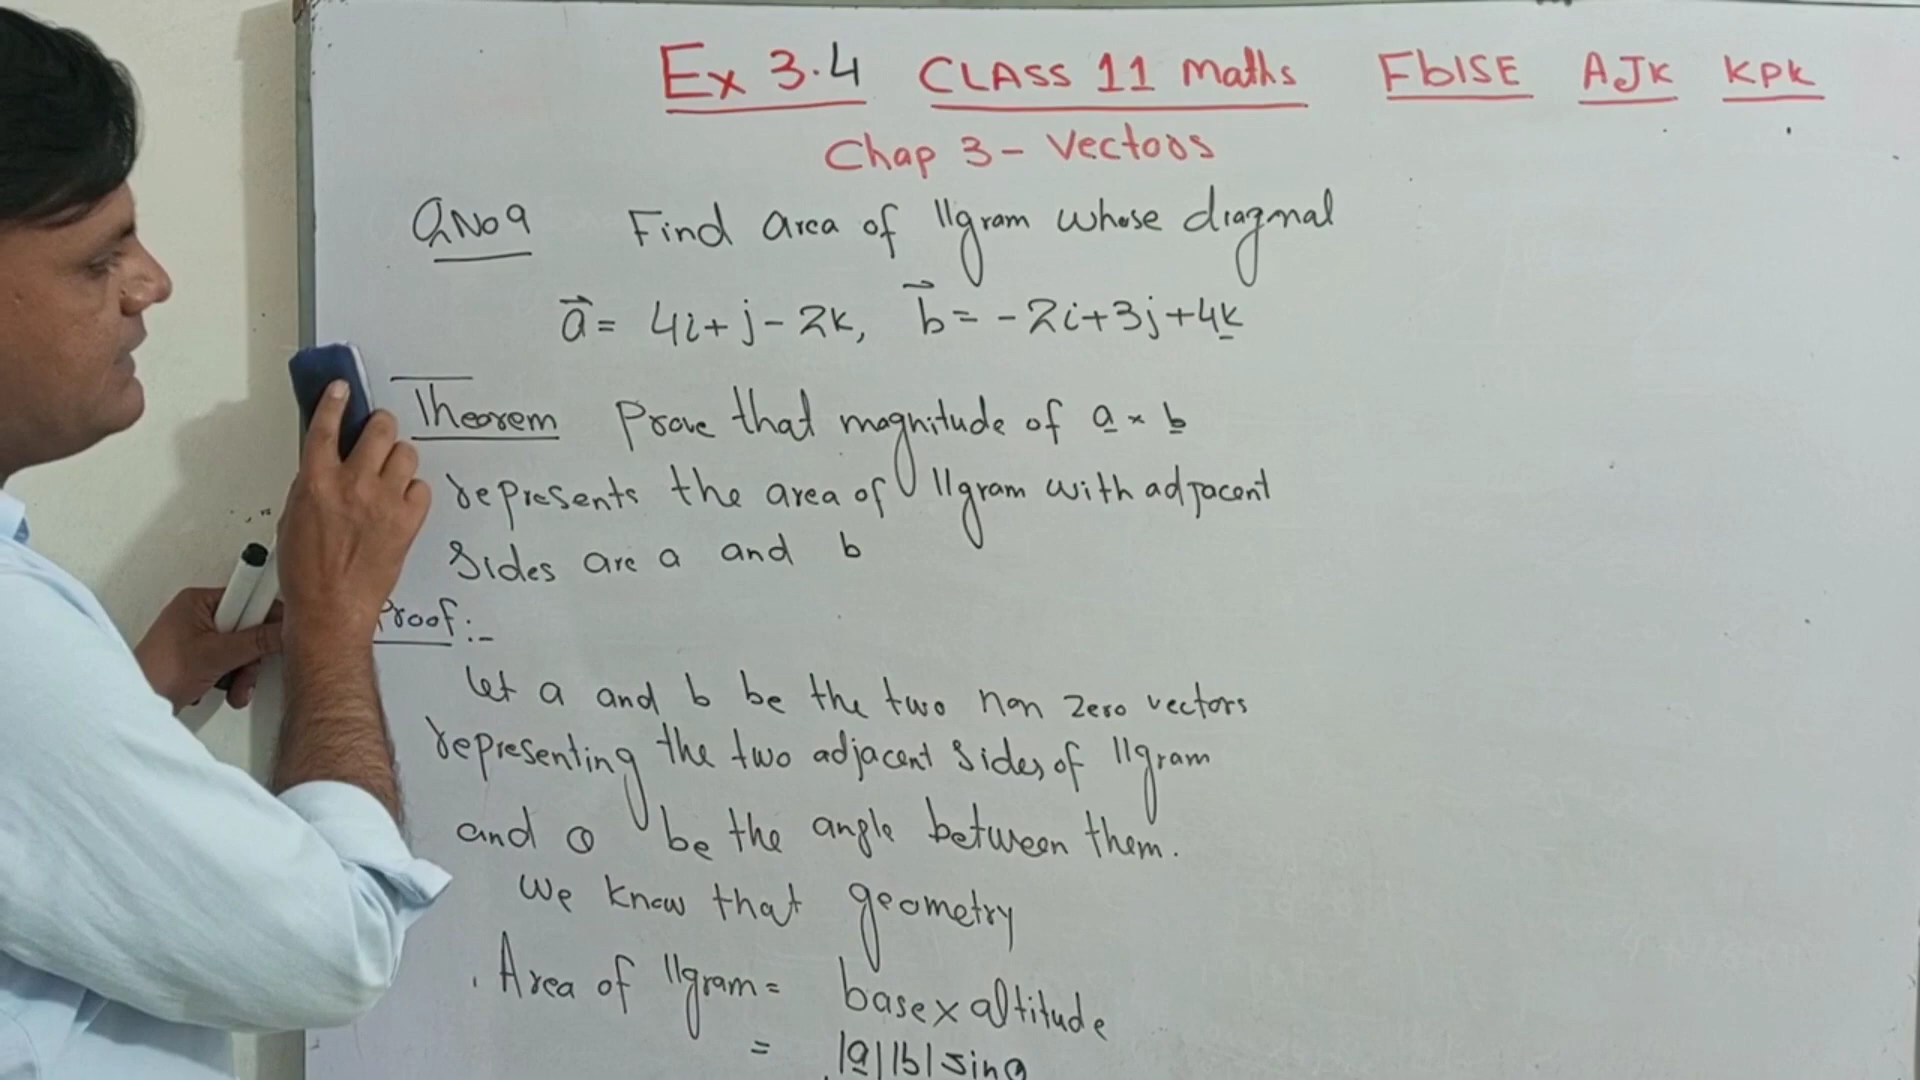 Ex 3.4 CLASS 11 Maths FbISE AJK KPK
Chap 3 - Vectors
QNo9 Find area of llgram whose diagonal
a⃗ = 4i + j - 2k, b⃗ = -2i+3j+4k
Theorem Prove that magnitude of a × b
represents the area of llgram with adjacent
Sides are a and b
Proof:-
Let a and b be the two non zero vectors
representing the two adjacent sides of llgram
and θ be the angle between them.
We know that geometry
Area of llgram = base × altitude
= |a||b| sinθ